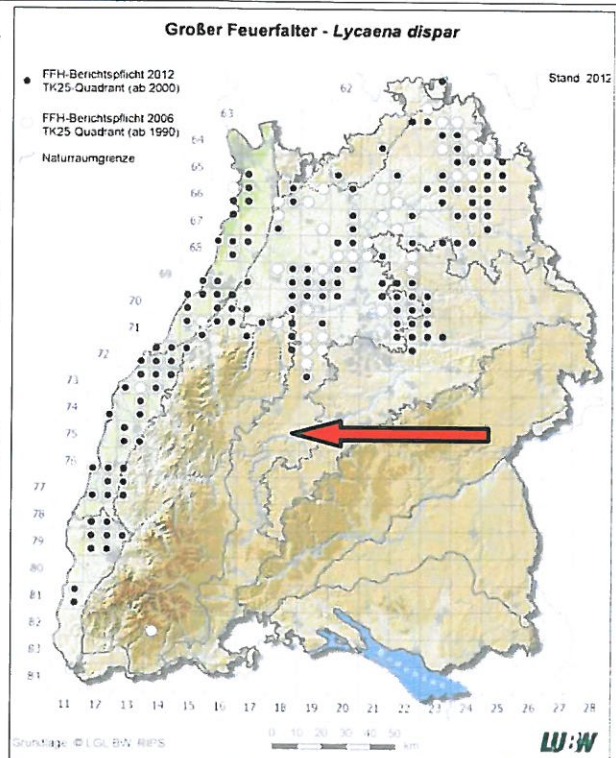 Großer Feuerfalter - Lycaena dispar
FFH-Berichtspflicht 2012
TK25-Quadrant (ab 2000)
Stand 2012
FFH-Berichtspflicht 2006
TK25-Quadrant (ab 1990)
Naturraumgrenze
62
63
64
65
66
67
68
69
70
71
72
73
74
75
76
77
78
79
80
81
82
83
84
11 12 13 14 15 16 17 18 19 20 21 22 23 24 25 26 27 28
Grundlage © LGL BW RIPS
0 10 20 30 40 50
km
LUBW